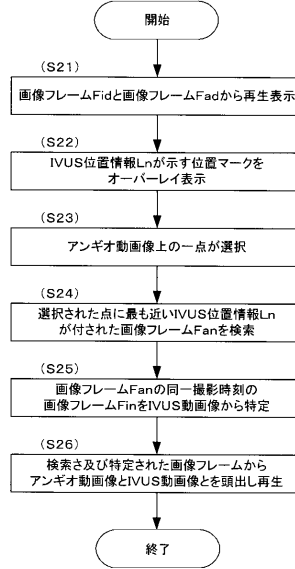 開始
(S21)
画像フレームFidと画像フレームFadから再生表示
(S22)
IVUS位置情報Lnが示す位置マークを
オーバーレイ表示
(S23)
アンギオ動画像上の一点が選択
(S24)
選択された点に最も近いIVUS位置情報Ln
が付された画像フレームFanを検索
(S25)
画像フレームFanの同一撮影時刻の
画像フレームFinをIVUS動画像から特定
(S26)
検索さ及び特定された画像フレームから
アンギオ動画像とIVUS動画像とを頭出し再生
終了